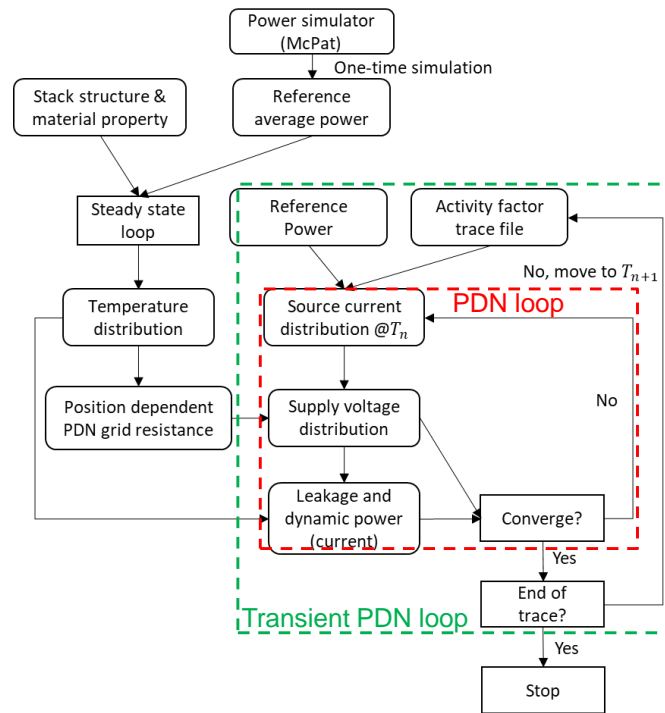 Power simulator
(McPat)
One-time simulation
Stack structure &
material property
Reference
average power
Steady state
loop
Reference
Power
Activity factor
trace file
No, move to Tₙ₊₁
Temperature
distribution
Source current
distribution @Tₙ
PDN loop
Position dependent
PDN grid resistance
Supply voltage
distribution
No
Leakage and
dynamic power
(current)
Converge?
Yes
End of
trace?
Transient PDN loop
Yes
Stop